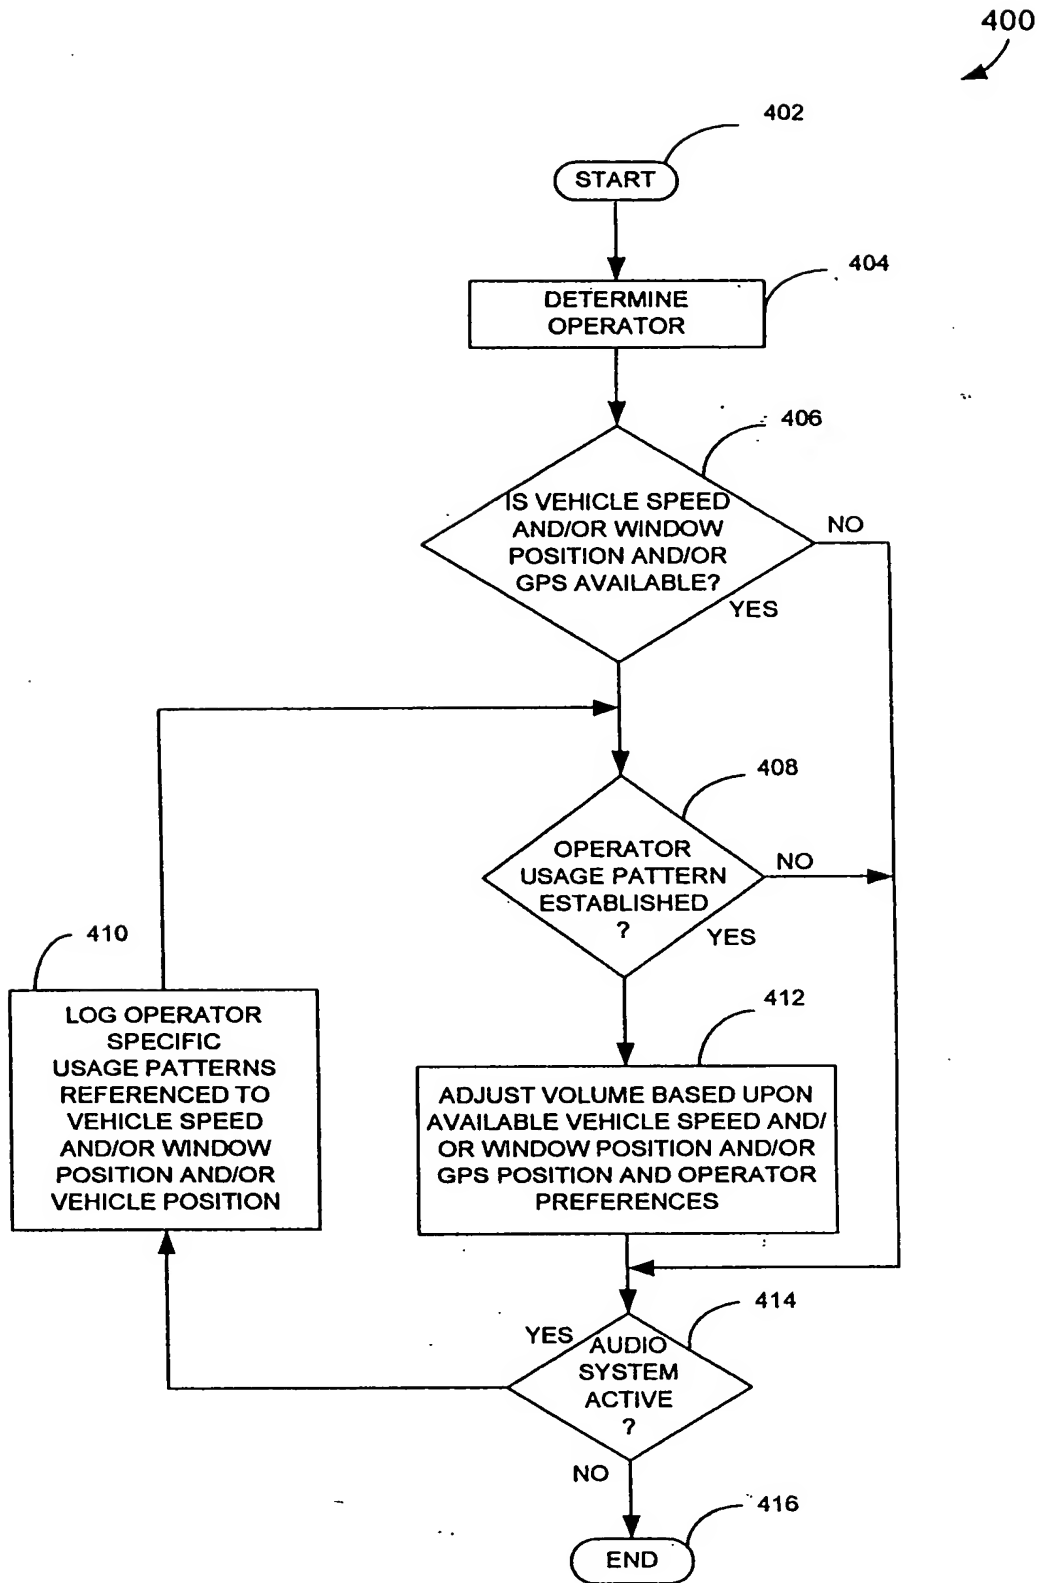 400
402
START
404
DETERMINE
OPERATOR
406
IS VEHICLE SPEED
AND/OR WINDOW
POSITION AND/OR
GPS AVAILABLE?
NO
YES
408
OPERATOR
USAGE PATTERN
ESTABLISHED
?
NO
YES
410
LOG OPERATOR
SPECIFIC
USAGE PATTERNS
REFERENCED TO
VEHICLE SPEED
AND/OR WINDOW
POSITION AND/OR
VEHICLE POSITION
412
ADJUST VOLUME BASED UPON
AVAILABLE VEHICLE SPEED AND/
OR WINDOW POSITION AND/OR
GPS POSITION AND OPERATOR
PREFERENCES
414
YES
AUDIO
SYSTEM
ACTIVE
?
NO
416
END